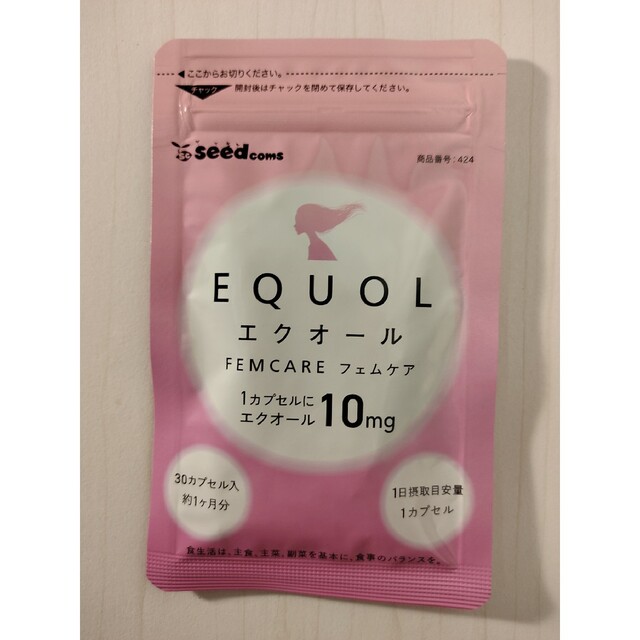 ここからお切りください。
チャック 開封後はチャックを閉めて保存してください。
seedcoms
商品番号:424
EQUOL
エクオール
FEMCARE フェムケア
1カプセルに
エクオール10mg
30カプセル入
約1ヶ月分
1日摂取目安量
1カプセル
食生活は、主食、主菜、副菜を基本に、食事のバランスを。